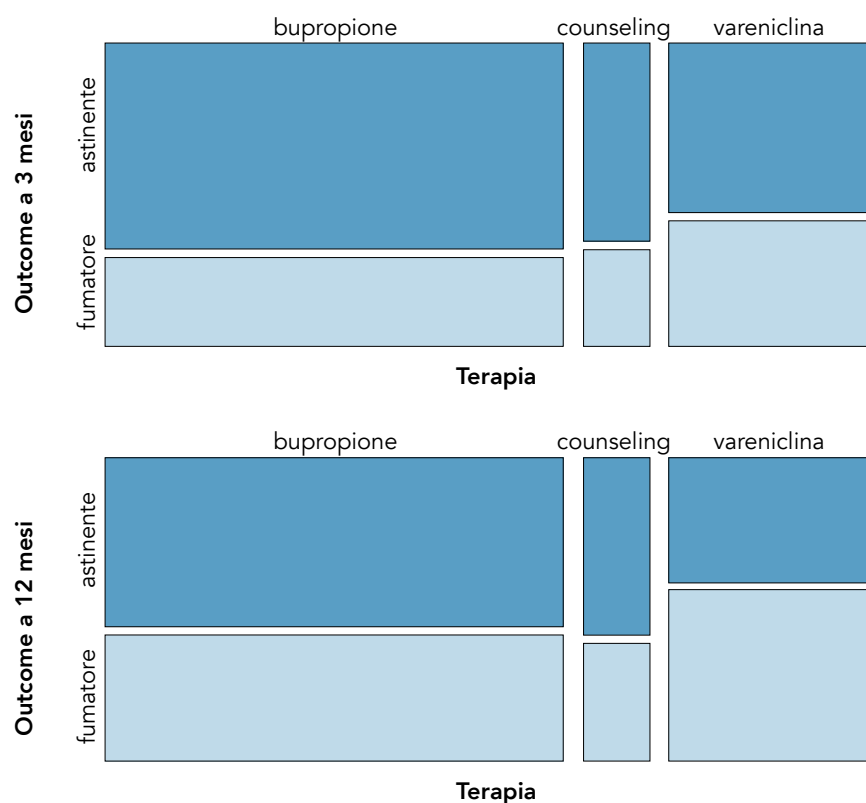 bupropione counseling vareniclina
Outcome a 3 mesi
astinente
fumatore
Terapia
bupropione counseling vareniclina
Outcome a 12 mesi
astinente
fumatore
Terapia